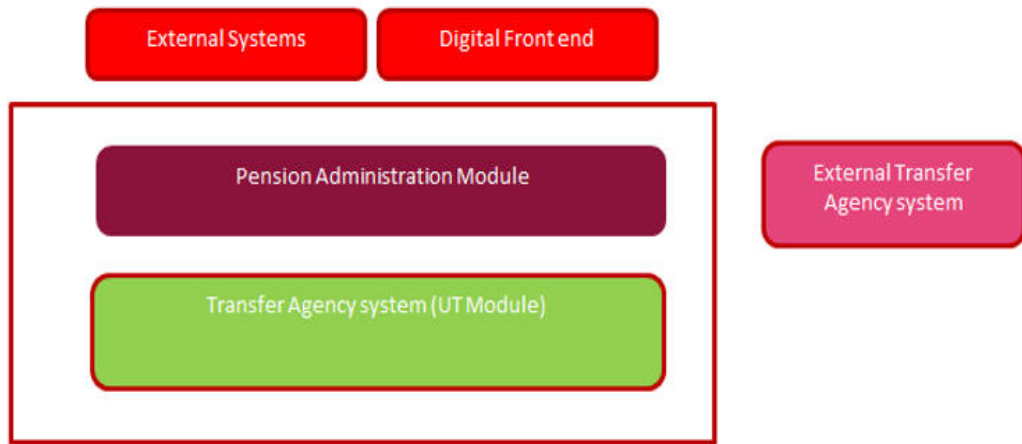 External Systems
Digital Front end
Pension Administration Module
External Transfer
Agency system
Transfer Agency system (UT Module)